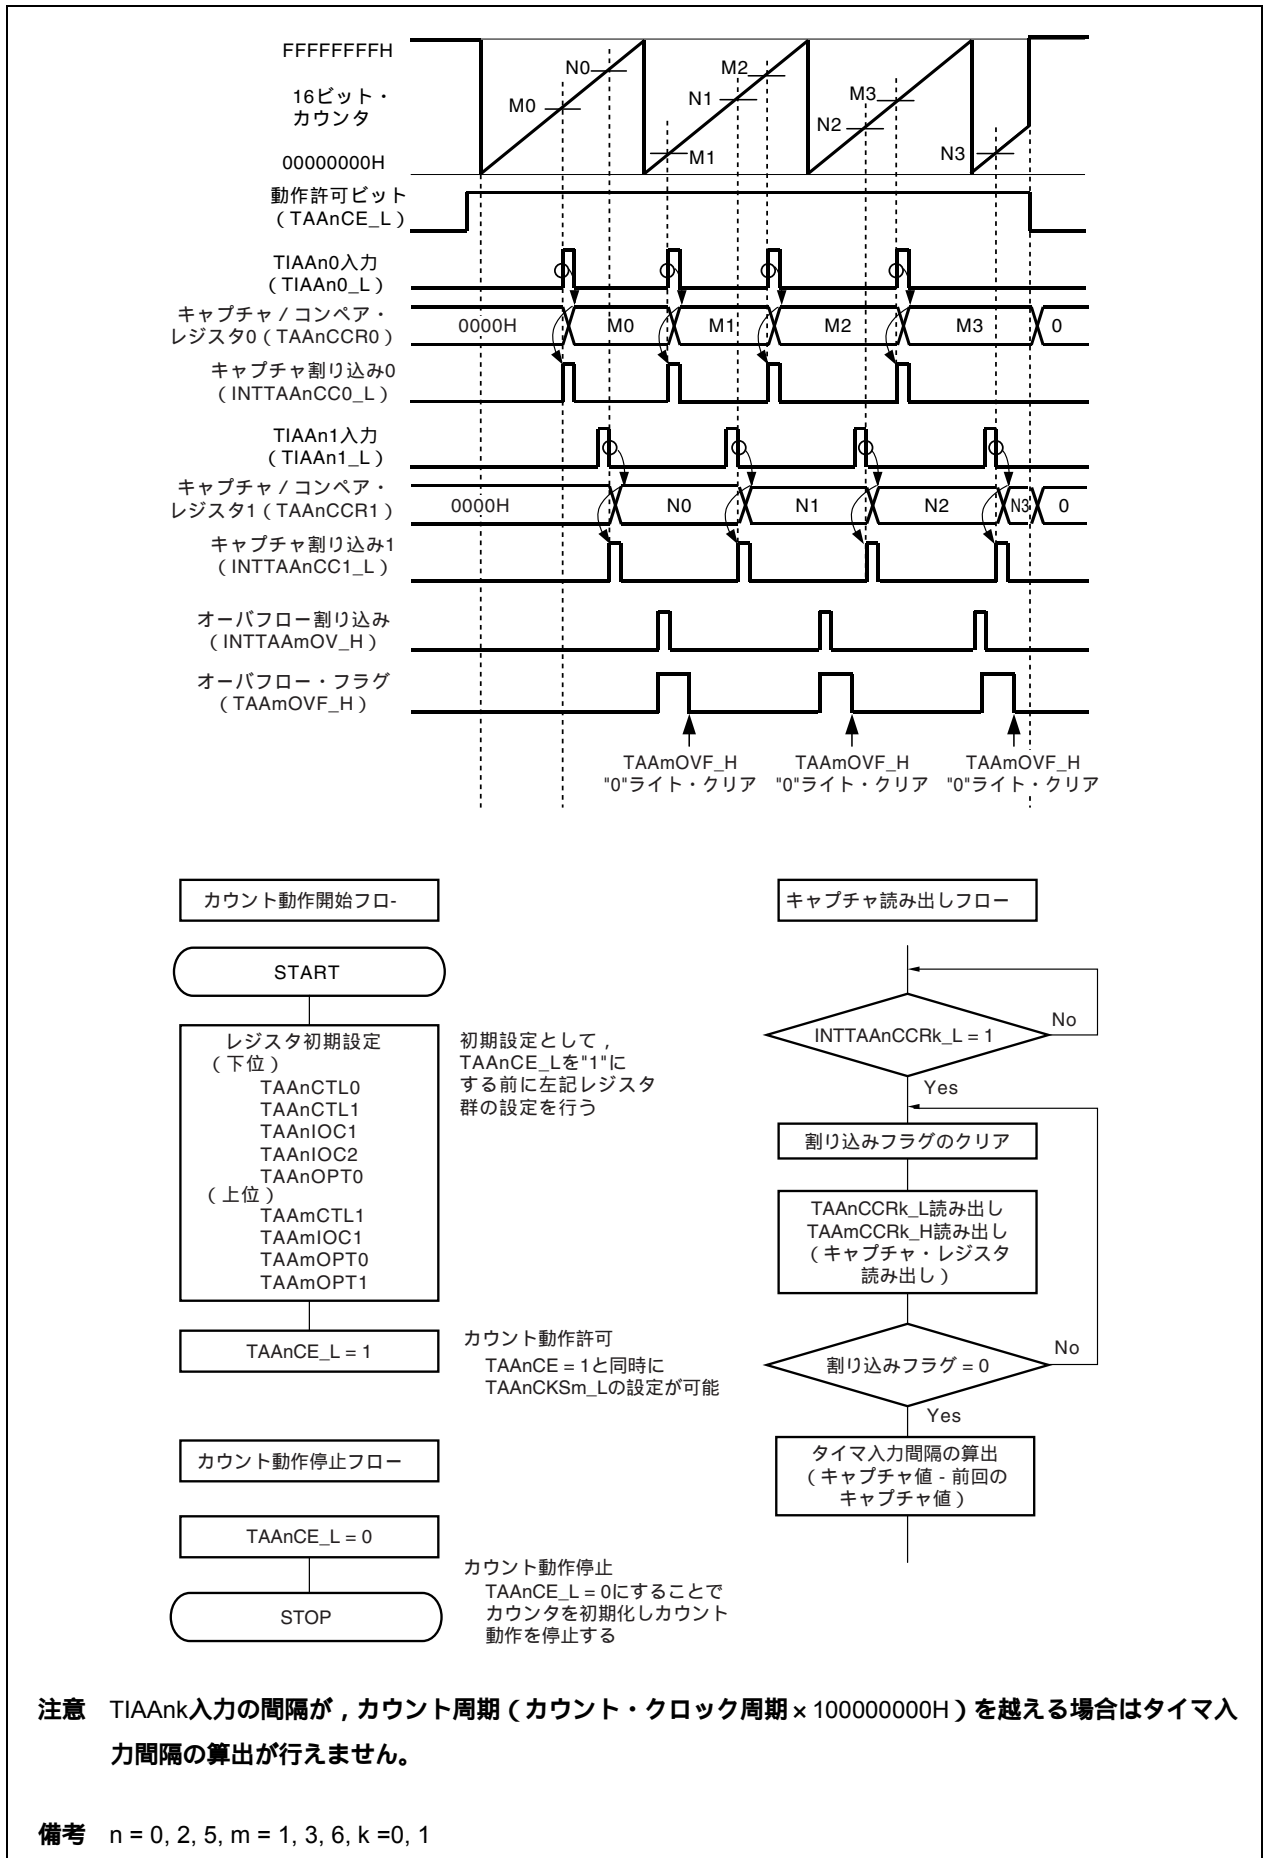 FFFFFFFFH
16ビット・
カウンタ
00000000H
N0
M0
M2
N1
M1
M3
N2
N3
動作許可ビット
（TAAnCE_L）
TIAAn0入力
（TIAAn0_L）
キャプチャ／コンペア・
レジスタ0（TAAnCCR0）
0000H M0 M1 M2 M3 0
キャプチャ割り込み0
（INTTAAnCC0_L）
TIAAn1入力
（TIAAn1_L）
キャプチャ／コンペア・
レジスタ1（TAAnCCR1）
0000H N0 N1 N2 N3 0
キャプチャ割り込み1
（INTTAAnCC1_L）
オーバフロー割り込み
（INTTAAmOV_H）
オーバフロー・フラグ
（TAAmOVF_H）
TAAmOVF_H
"0"ライト・クリア
TAAmOVF_H
"0"ライト・クリア
TAAmOVF_H
"0"ライト・クリア
カウント動作開始フロ-
START
レジスタ初期設定
（下位）
TAAnCTL0
TAAnCTL1
TAAnIOC1
TAAnIOC2
TAAnOPT0
（上位）
TAAmCTL1
TAAmIOC1
TAAmOPT0
TAAmOPT1
初期設定として，
TAAnCE_Lを"1"に
する前に左記レジスタ
群の設定を行う
TAAnCE_L = 1
カウント動作許可
TAAnCE = 1と同時に
TAAnCKSm_Lの設定が可能
カウント動作停止フロー
TAAnCE_L = 0
STOP
カウント動作停止
TAAnCE_L = 0にすることで
カウンタを初期化しカウント
動作を停止する
キャプチャ読み出しフロー
INTTAAnCCRk_L = 1
No
Yes
割り込みフラグのクリア
TAAnCCRk_L読み出し
TAAmCCRk_H読み出し
（キャプチャ・レジスタ
読み出し）
割り込みフラグ = 0
No
Yes
タイマ入力間隔の算出
（キャプチャ値 - 前回の
キャプチャ値）
注意 TIAAnk入力の間隔が，カウント周期（カウント・クロック周期×100000000H）を越える場合はタイマ入
力間隔の算出が行えません。
備考 n = 0, 2, 5, m = 1, 3, 6, k =0, 1